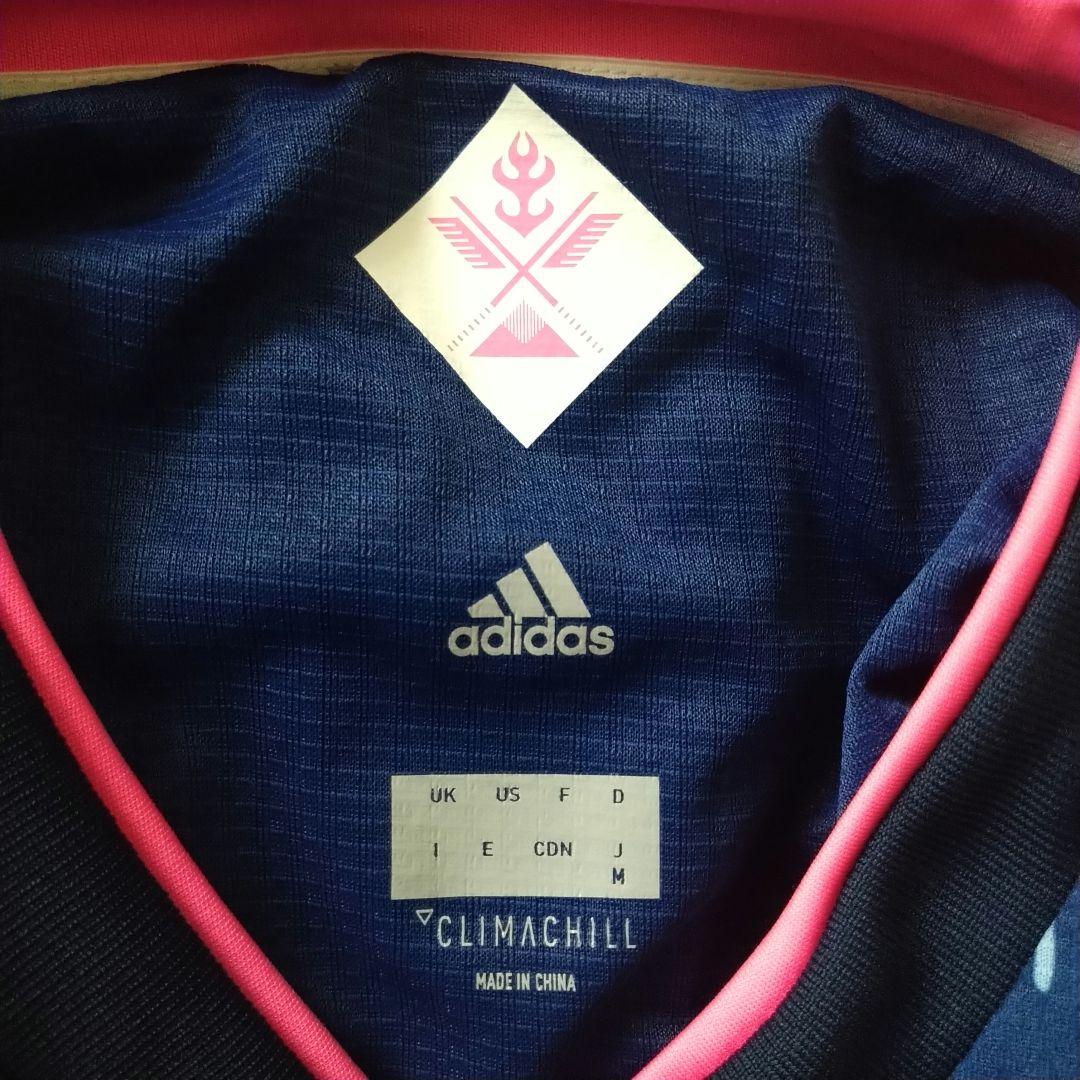 adidas
UK US F D
I E CDN J
M
CLIMACHILL
MADE IN CHINA